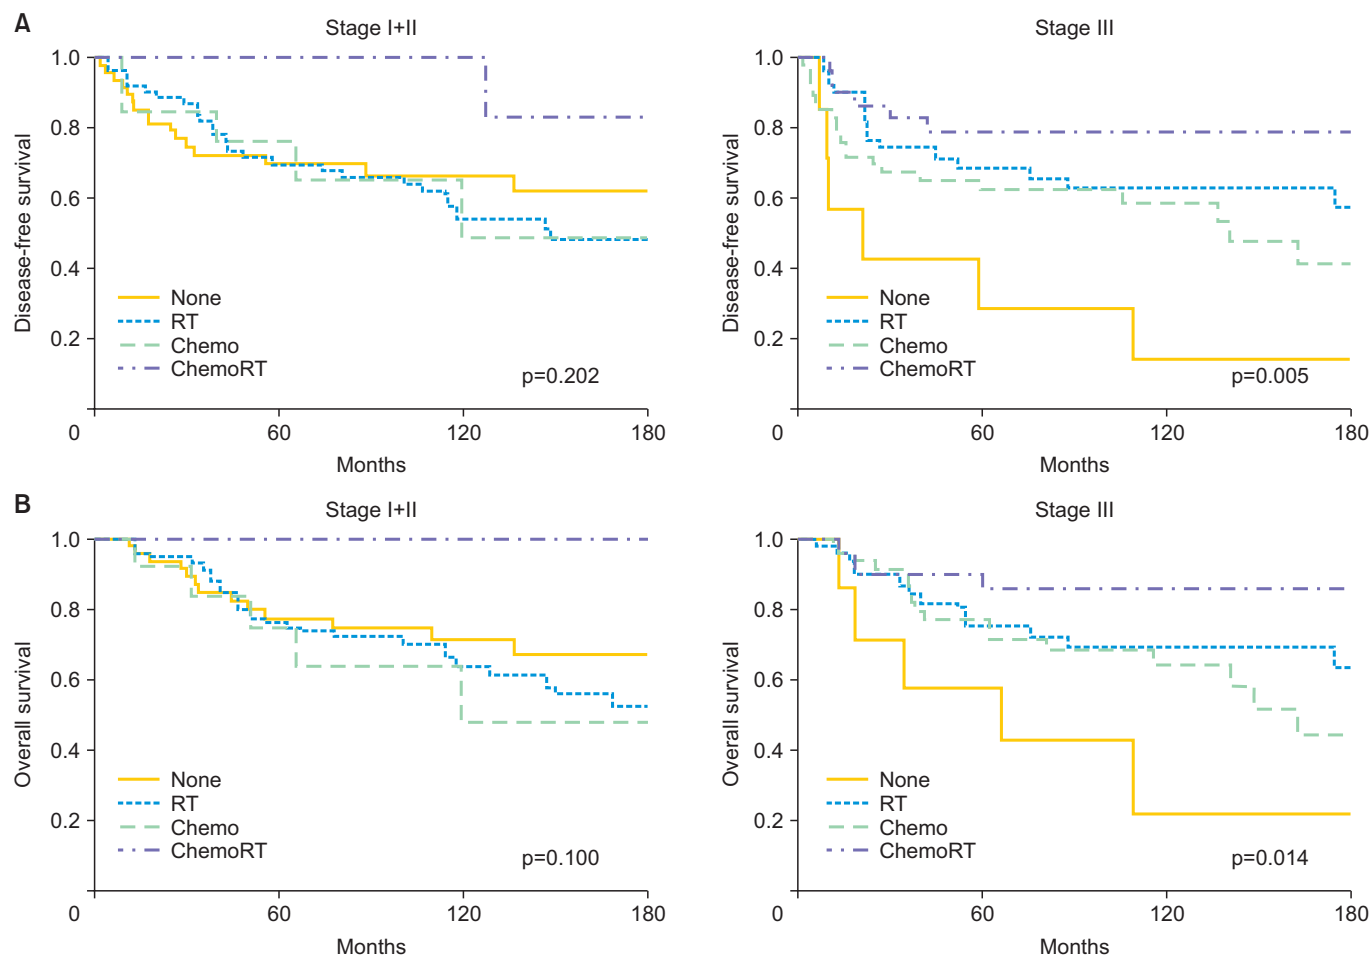 A
Stage I+II
1.0
0.8
0.6
0.4
0.2
0
60
120
180
Disease-free survival
Months
None
RT
Chemo
ChemoRT
p=0.202
Stage III
1.0
0.8
0.6
0.4
0.2
0
60
120
180
Disease-free survival
Months
None
RT
Chemo
ChemoRT
p=0.005
B
Stage I+II
1.0
0.8
0.6
0.4
0.2
0
60
120
180
Overall survival
Months
None
RT
Chemo
ChemoRT
p=0.100
Stage III
1.0
0.8
0.6
0.4
0.2
0
60
120
180
Overall survival
Months
None
RT
Chemo
ChemoRT
p=0.014